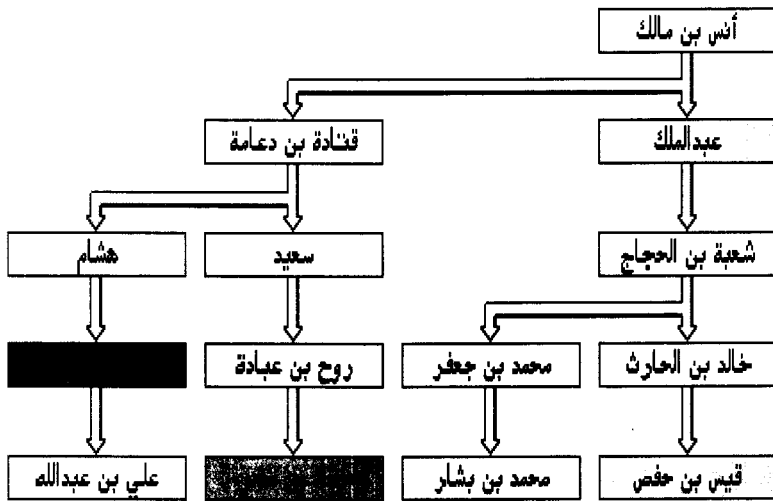 أنس بن مالك
عبدالملك
قتادة بن دعامة
شعبة بن الحجاج
سعيد
هشام
خالد بن الحارث
محمد بن جعفر
روح بن عبادة
قيس بن حفص
محمد بن بشار
علي بن عبدالله